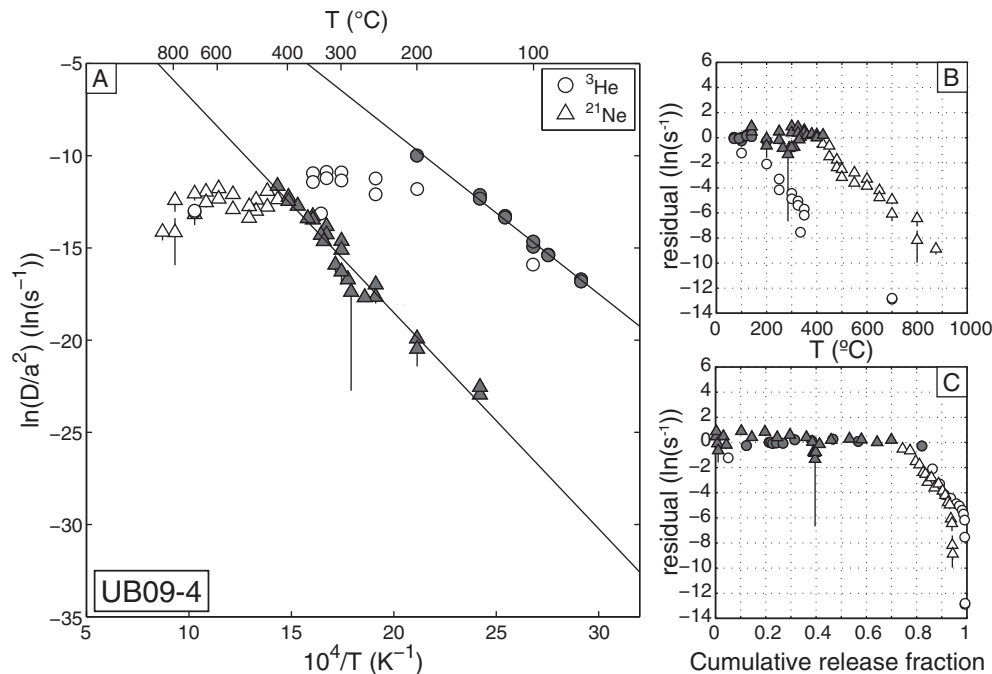 T (°C)
800 600 400 300 200 100
A
³He
²¹Ne
−5
−10
−15
−20
−25
−30
−35
ln(D/a²) (ln(s⁻¹))
UB09-4
5 10 15 20 25 30
10⁴/T (K⁻¹)
B
6
4
2
0
−2
−4
−6
−8
−10
−12
−14
residual (ln(s⁻¹))
0 200 400 600 800 1000
T (ºC)
C
6
4
2
0
−2
−4
−6
−8
−10
−12
−14
residual (ln(s⁻¹))
0 0.2 0.4 0.6 0.8 1
Cumulative release fraction